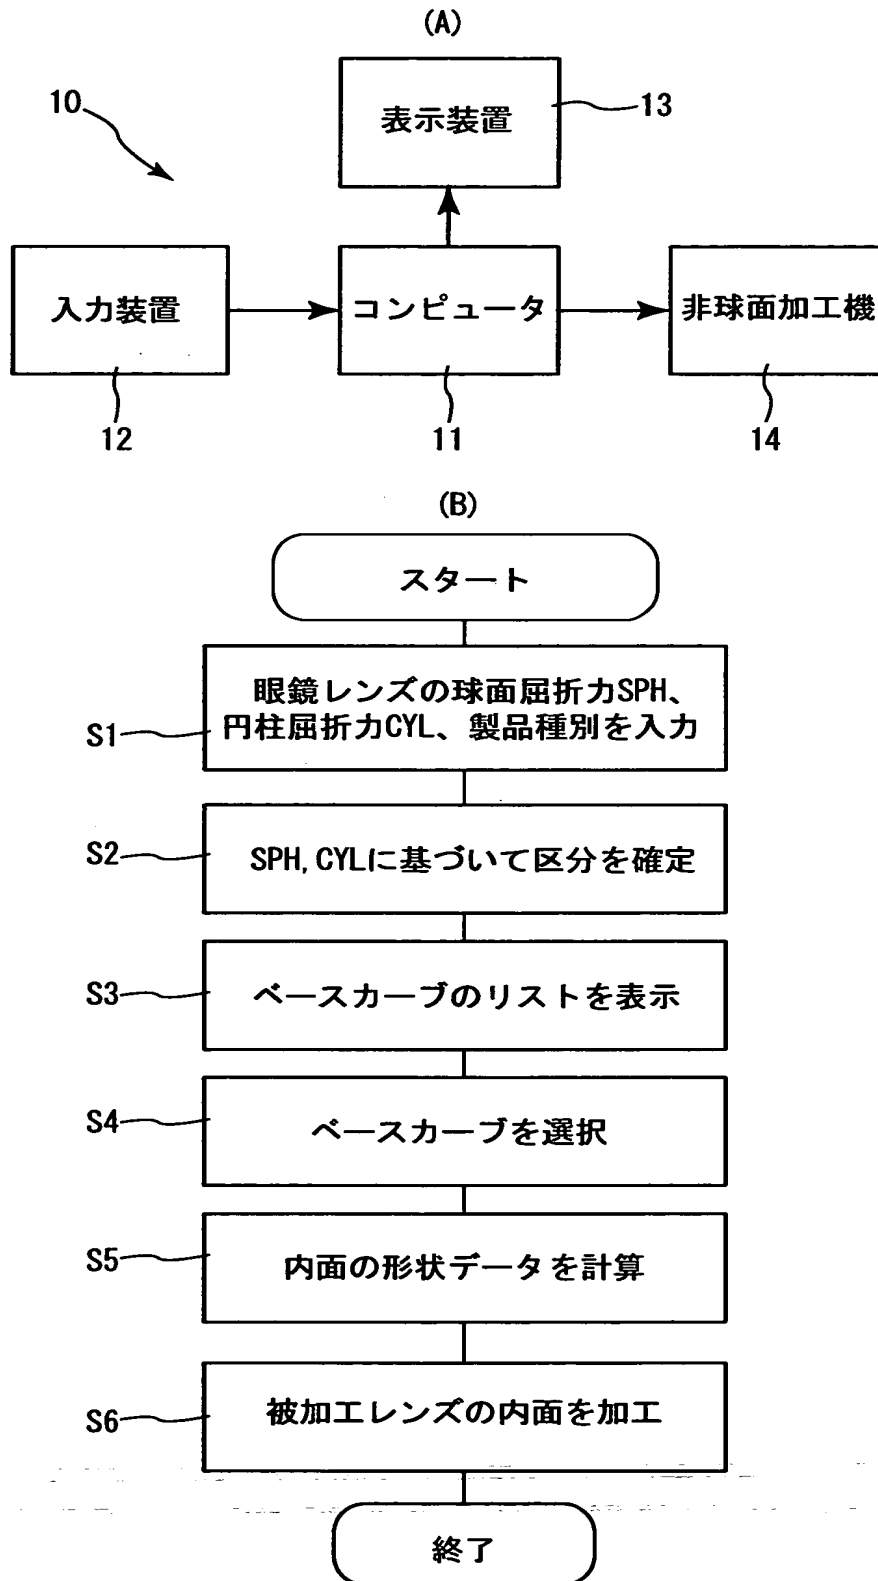 (A)
表示装置
13
10
入力装置
コンピュータ
非球面加工機
12
11
14
(B)
スタート
眼鏡レンズの球面屈折力SPH、
円柱屈折力CYL、製品種別を入力
S1
SPH,CYLに基づいて区分を確定
S2
ベースカーブのリストを表示
S3
ベースカーブを選択
S4
内面の形状データを計算
S5
被加工レンズの内面を加工
S6
終了